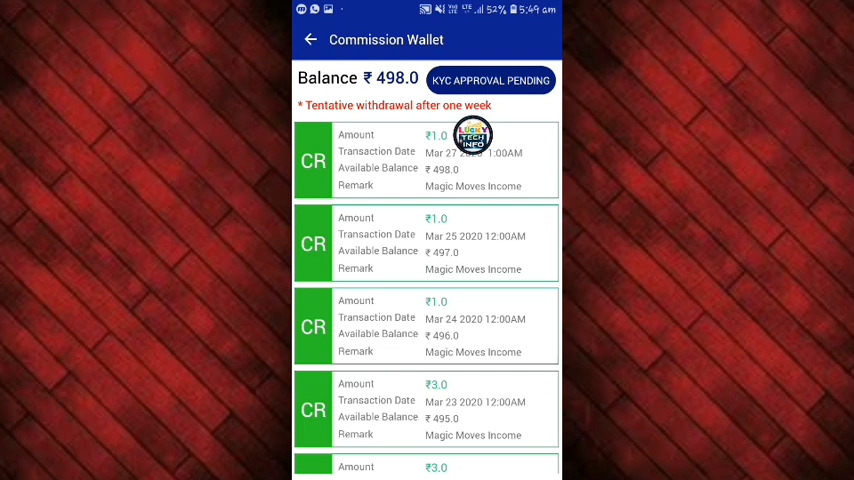 VoD LTE LTE 52% 5:49 am
Commission Wallet
Balance ₹ 498.0 KYC APPROVAL PENDING
* Tentative withdrawal after one week
CR
Amount ₹1.0
Transaction Date Mar 27 1:00AM
Available Balance ₹ 498.0
Remark Magic Moves Income
LUCKY
TECH
INFO
CR
Amount ₹1.0
Transaction Date Mar 25 2020 12:00AM
Available Balance ₹ 497.0
Remark Magic Moves Income
CR
Amount ₹1.0
Transaction Date Mar 24 2020 12:00AM
Available Balance ₹ 496.0
Remark Magic Moves Income
CR
Amount ₹3.0
Transaction Date Mar 23 2020 12:00AM
Available Balance ₹ 495.0
Remark Magic Moves Income
Amount ₹3.0